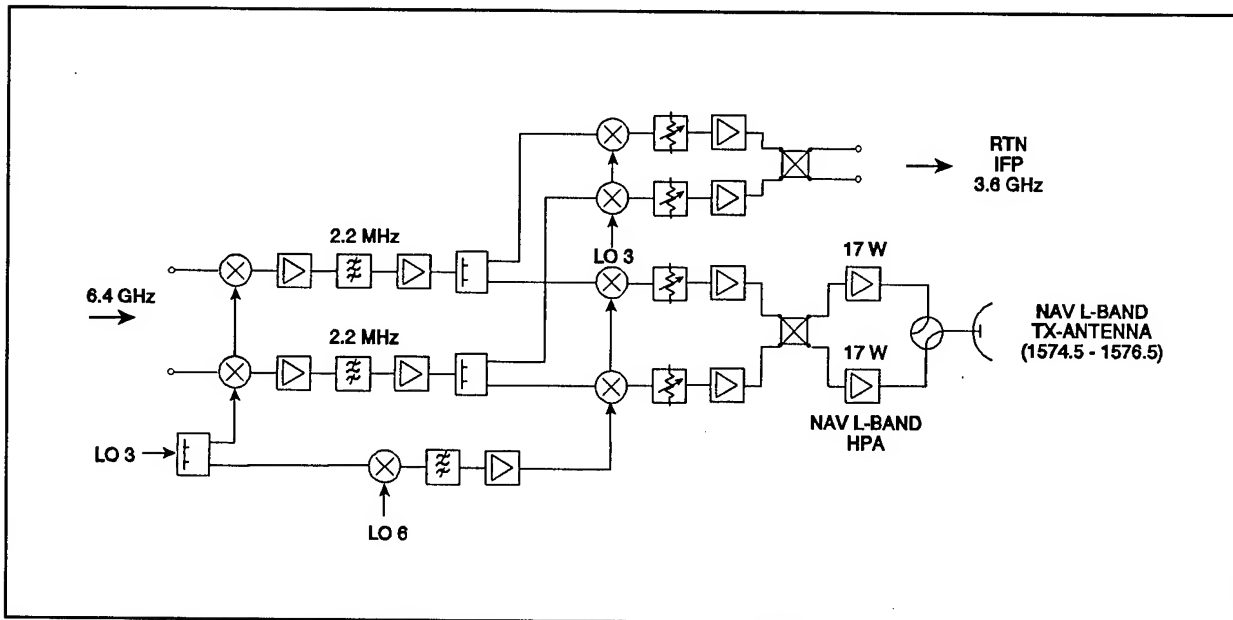 RTN
IFP
3.6 GHz
2.2 MHz
LO 3
17 W
6.4 GHz
NAV L-BAND
TX-ANTENNA
(1574.5 - 1576.5)
2.2 MHz
17 W
NAV L-BAND
HPA
LO 3
LO 6